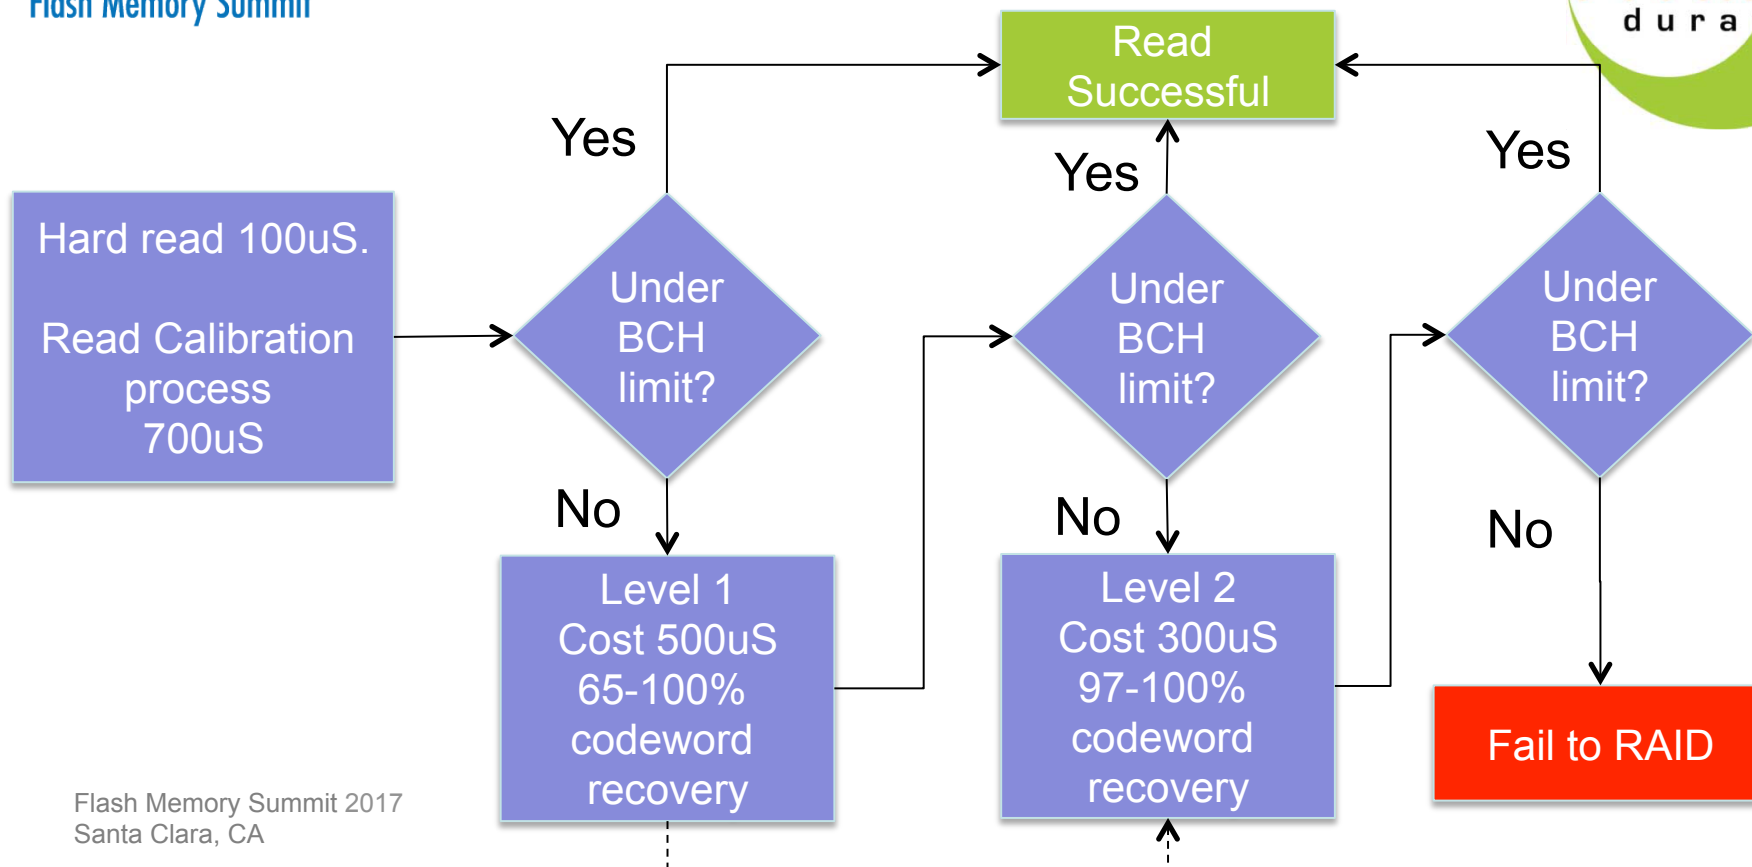 Flash Memory Summit
dura
Read
Successful
Yes
Yes
Yes
Hard read 100uS.
Read Calibration
process
700uS
Under
BCH
limit?
Under
BCH
limit?
Under
BCH
limit?
No
No
No
Level 1
Cost 500uS
65-100%
codeword
recovery
Level 2
Cost 300uS
97-100%
codeword
recovery
Fail to RAID
Flash Memory Summit 2017
Santa Clara, CA